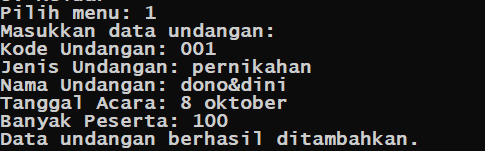 Pilih menu: 1
Masukkan data undangan:
Kode Undangan: 001
Jenis Undangan: pernikahan
Nama Undangan: dono&dini
Tanggal Acara: 8 oktober
Banyak Peserta: 100
Data undangan berhasil ditambahkan.